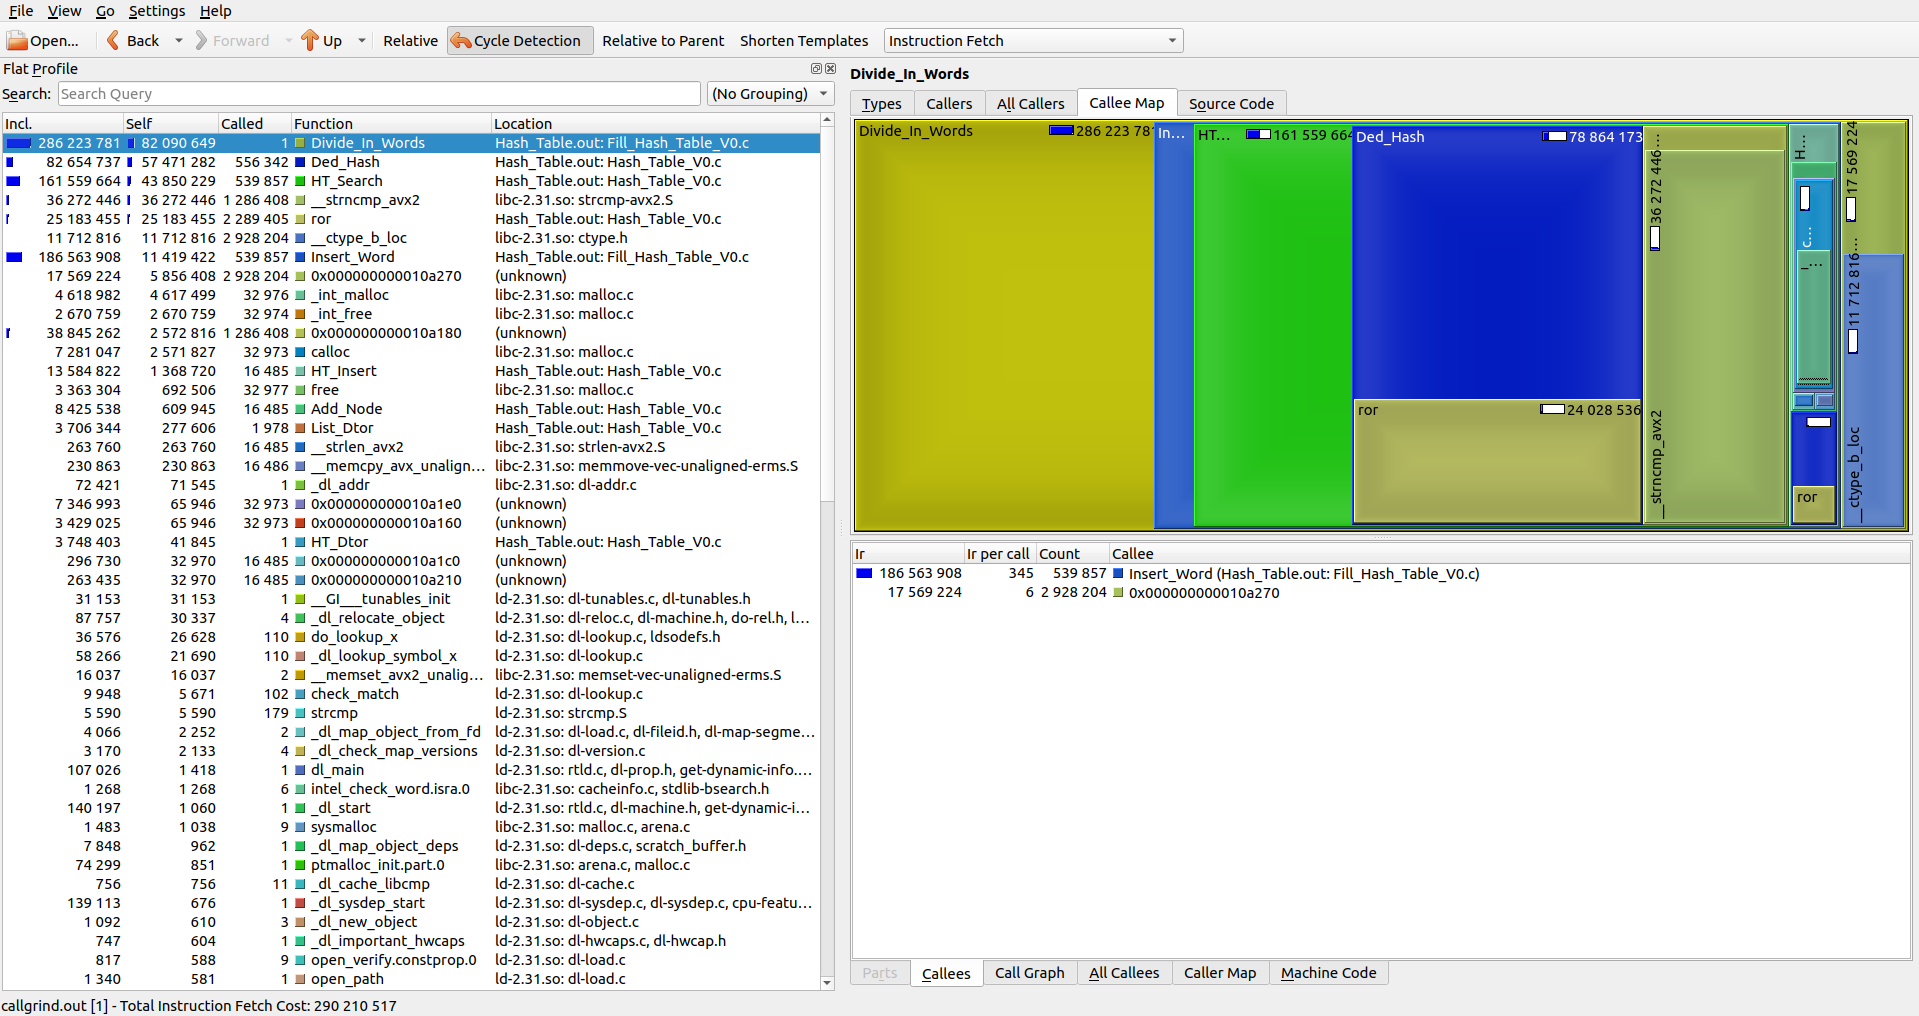 File View Go Settings Help
Open... Back Forward Up Relative Cycle Detection Relative to Parent Shorten Templates Instruction Fetch
Flat Profile
Search: Search Query (No Grouping)
Incl. Self Called Function Location
286 223 781 82 090 649 1 Divide_In_Words Hash_Table.out: Fill_Hash_Table_V0.c
82 654 737 57 471 282 556 342 Ded_Hash Hash_Table.out: Hash_Table_V0.c
161 559 664 43 850 229 539 857 HT_Search Hash_Table.out: Hash_Table_V0.c
36 272 446 36 272 446 1 286 408 __strncmp_avx2 libc-2.31.so: strcmp-avx2.S
25 183 455 25 183 455 2 289 405 ror Hash_Table.out: Hash_Table_V0.c
11 712 816 11 712 816 2 928 204 __ctype_b_loc libc-2.31.so: ctype.h
186 563 908 11 419 422 539 857 Insert_Word Hash_Table.out: Fill_Hash_Table_V0.c
17 569 224 5 856 408 2 928 204 0x000000000010a270 (unknown)
4 618 982 4 617 499 32 976 _int_malloc libc-2.31.so: malloc.c
2 670 759 2 670 759 32 974 _int_free libc-2.31.so: malloc.c
38 845 262 2 572 816 1 286 408 0x000000000010a180 (unknown)
7 281 047 2 571 827 32 973 calloc libc-2.31.so: malloc.c
13 584 822 1 368 720 16 485 HT_Insert Hash_Table.out: Hash_Table_V0.c
3 363 304 692 506 32 977 free libc-2.31.so: malloc.c
8 425 538 609 945 16 485 Add_Node Hash_Table.out: Hash_Table_V0.c
3 706 344 277 606 1 978 List_Dtor Hash_Table.out: Hash_Table_V0.c
263 760 263 760 16 485 __strlen_avx2 libc-2.31.so: strlen-avx2.S
230 863 230 863 16 486 __memcpy_avx_unalign... libc-2.31.so: memmove-vec-unaligned-erms.S
72 421 71 545 1 _dl_addr libc-2.31.so: dl-addr.c
7 346 993 65 946 32 973 0x000000000010a1e0 (unknown)
3 429 025 65 946 32 973 0x000000000010a160 (unknown)
3 748 403 41 845 1 HT_Dtor Hash_Table.out: Hash_Table_V0.c
296 730 32 970 16 485 0x000000000010a1c0 (unknown)
263 435 32 970 16 485 0x000000000010a210 (unknown)
31 153 31 153 1 __GI___tunables_init ld-2.31.so: dl-tunables.c, dl-tunables.h
87 757 30 337 4 _dl_relocate_object ld-2.31.so: dl-reloc.c, dl-machine.h, do-rel.h, l...
36 576 26 628 110 do_lookup_x ld-2.31.so: dl-lookup.c, ldsodefs.h
58 266 21 690 110 _dl_lookup_symbol_x ld-2.31.so: dl-lookup.c
16 037 16 037 2 __memset_avx2_unalig... libc-2.31.so: memset-vec-unaligned-erms.S
9 948 5 671 102 check_match ld-2.31.so: dl-lookup.c
5 590 5 590 179 strcmp ld-2.31.so: strcmp.S
4 066 2 252 2 _dl_map_object_from_fd ld-2.31.so: dl-load.c, dl-fileid.h, dl-map-segme...
3 170 2 133 4 _dl_check_map_versions ld-2.31.so: dl-version.c
107 026 1 418 1 dl_main ld-2.31.so: rtld.c, dl-prop.h, get-dynamic-info....
1 268 1 268 6 intel_check_word.isra.0 libc-2.31.so: cacheinfo.c, stdlib-bsearch.h
140 197 1 060 1 _dl_start ld-2.31.so: rtld.c, dl-machine.h, get-dynamic-i...
1 483 1 038 9 sysmalloc libc-2.31.so: malloc.c, arena.c
7 848 962 1 _dl_map_object_deps ld-2.31.so: dl-deps.c, scratch_buffer.h
74 299 851 1 ptmalloc_init.part.0 libc-2.31.so: arena.c, malloc.c
756 756 11 _dl_cache_libcmp ld-2.31.so: dl-cache.c
139 113 676 1 _dl_sysdep_start ld-2.31.so: dl-sysdep.c, dl-sysdep.c, cpu-featu...
1 092 610 3 _dl_new_object ld-2.31.so: dl-object.c
747 604 1 _dl_important_hwcaps ld-2.31.so: dl-hwcaps.c, dl-hwcap.h
817 588 9 open_verify.constprop.0 ld-2.31.so: dl-load.c
1 340 581 1 open_path ld-2.31.so: dl-load.c
Divide_In_Words
Types Callers All Callers Callee Map Source Code
Divide_In_Words 286 223 781
In...
HT... 161 559 664
Ded_Hash 78 864 173
ror 24 028 536
__strncmp_avx2 36 272 446...
H...
c...
_...
ror
17 569 224
__ctype_b_loc 11 712 816...
Ir Ir per call Count Callee
186 563 908 345 539 857 Insert_Word (Hash_Table.out: Fill_Hash_Table_V0.c)
17 569 224 6 2 928 204 0x000000000010a270
Parts Callees Call Graph All Callees Caller Map Machine Code
callgrind.out [1] - Total Instruction Fetch Cost: 290 210 517